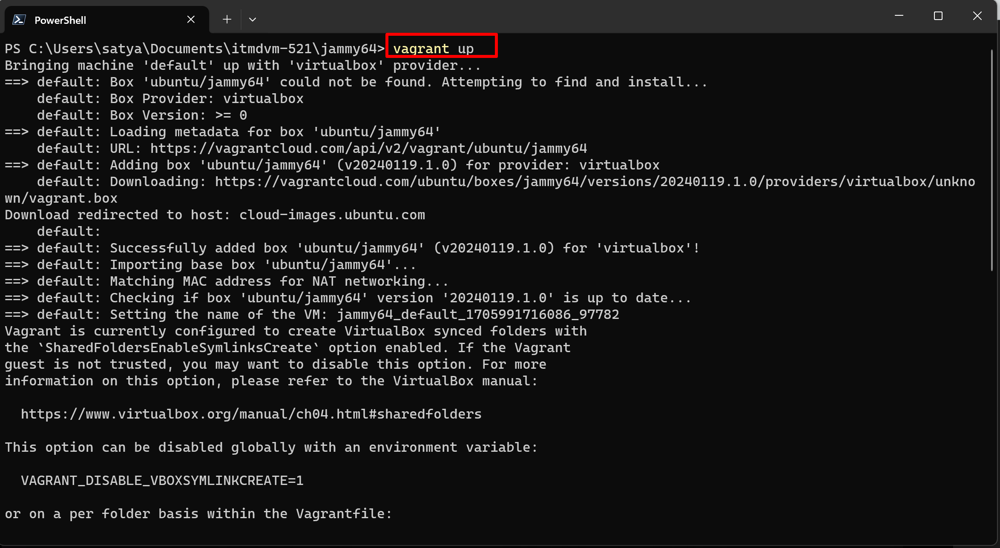 PowerShell
PS C:\Users\satya\Documents\itmdvm-521\jammy64> vagrant up
Bringing machine 'default' up with 'virtualbox' provider...
==> default: Box 'ubuntu/jammy64' could not be found. Attempting to find and install...
    default: Box Provider: virtualbox
    default: Box Version: >= 0
==> default: Loading metadata for box 'ubuntu/jammy64'
    default: URL: https://vagrantcloud.com/api/v2/vagrant/ubuntu/jammy64
==> default: Adding box 'ubuntu/jammy64' (v20240119.1.0) for provider: virtualbox
    default: Downloading: https://vagrantcloud.com/ubuntu/boxes/jammy64/versions/20240119.1.0/providers/virtualbox/unkno
wn/vagrant.box
Download redirected to host: cloud-images.ubuntu.com
    default:
==> default: Successfully added box 'ubuntu/jammy64' (v20240119.1.0) for 'virtualbox'!
==> default: Importing base box 'ubuntu/jammy64'...
==> default: Matching MAC address for NAT networking...
==> default: Checking if box 'ubuntu/jammy64' version '20240119.1.0' is up to date...
==> default: Setting the name of the VM: jammy64_default_1705991716086_97782
Vagrant is currently configured to create VirtualBox synced folders with
the `SharedFoldersEnableSymlinksCreate` option enabled. If the Vagrant
guest is not trusted, you may want to disable this option. For more
information on this option, please refer to the VirtualBox manual:
  https://www.virtualbox.org/manual/ch04.html#sharedfolders
This option can be disabled globally with an environment variable:
  VAGRANT_DISABLE_VBOXSYMLINKCREATE=1
or on a per folder basis within the Vagrantfile: